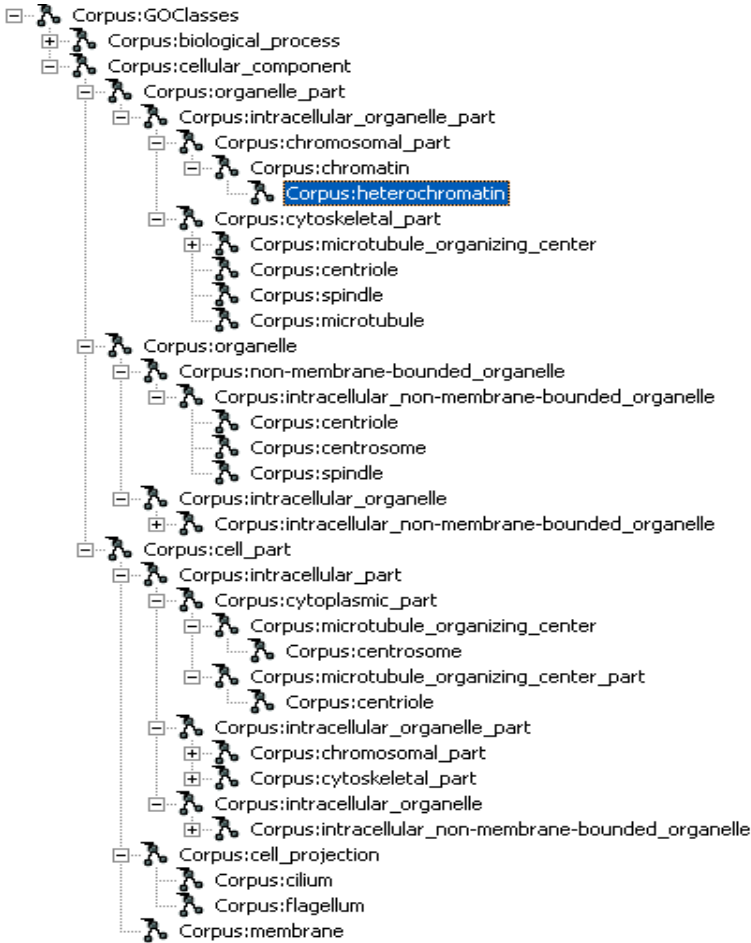 Corpus:GOClasses
Corpus:biological_process
Corpus:cellular_component
Corpus:organelle_part
Corpus:intracellular_organelle_part
Corpus:chromosomal_part
Corpus:chromatin
Corpus:heterochromatin
Corpus:cytoskeletal_part
Corpus:microtubule_organizing_center
Corpus:centriole
Corpus:spindle
Corpus:microtubule
Corpus:organelle
Corpus:non-membrane-bounded_organelle
Corpus:intracellular_non-membrane-bounded_organelle
Corpus:centriole
Corpus:centrosome
Corpus:spindle
Corpus:intracellular_organelle
Corpus:intracellular_non-membrane-bounded_organelle
Corpus:cell_part
Corpus:intracellular_part
Corpus:cytoplasmic_part
Corpus:microtubule_organizing_center
Corpus:centrosome
Corpus:microtubule_organizing_center_part
Corpus:centriole
Corpus:intracellular_organelle_part
Corpus:chromosomal_part
Corpus:cytoskeletal_part
Corpus:intracellular_organelle
Corpus:intracellular_non-membrane-bounded_organelle
Corpus:cell_projection
Corpus:cilium
Corpus:flagellum
Corpus:membrane